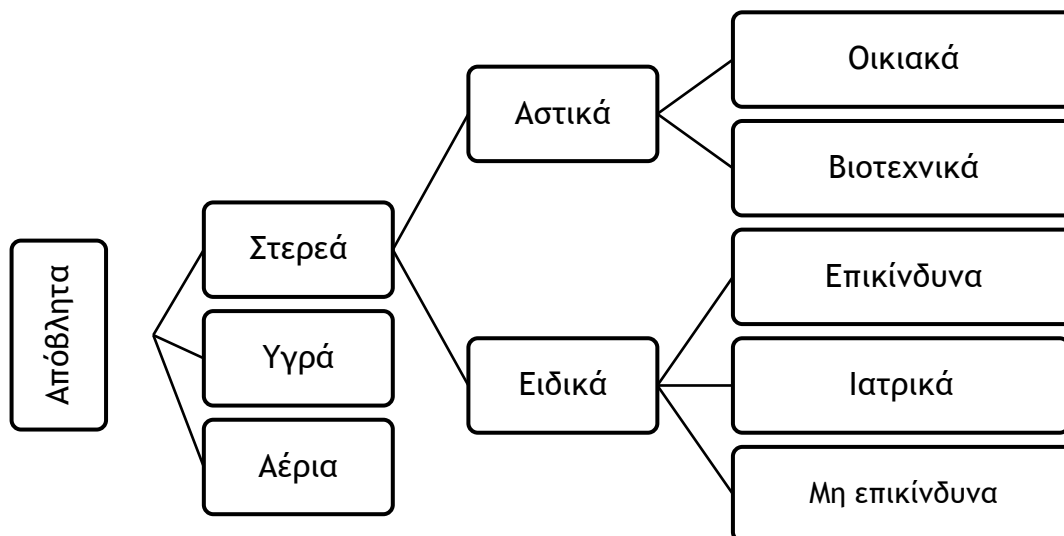 Απόβλητα
Στερεά
Υγρά
Αέρια
Αστικά
Ειδικά
Οικιακά
Βιοτεχνικά
Επικίνδυνα
Ιατρικά
Μη επικίνδυνα